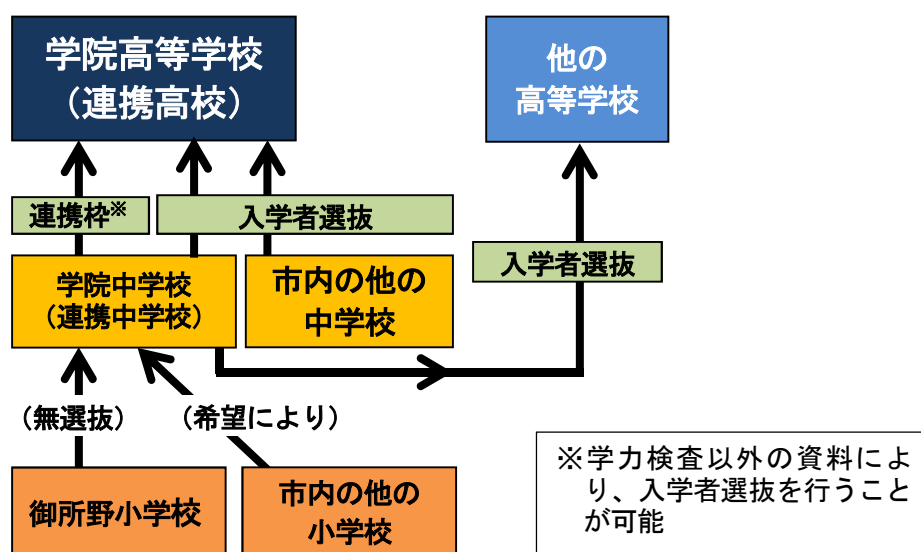 学院高等学校
（連携高校）
他の
高等学校
連携枠※
入学者選抜
入学者選抜
学院中学校
（連携中学校）
市内の他の
中学校
（無選抜）
（希望により）
御所野小学校
市内の他の
小学校
※学力検査以外の資料によ
り、入学者選抜を行うこと
が可能